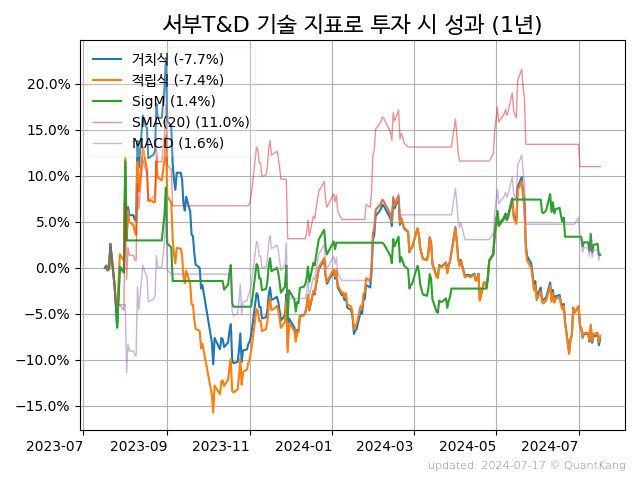 서부T&D 기술 지표로 투자 시 성과 (1년)
거치식 (-7.7%)
적립식 (-7.4%)
SigM (1.4%)
SMA(20) (11.0%)
MACD (1.6%)
20.0%
15.0%
10.0%
5.0%
0.0%
−5.0%
−10.0%
−15.0%
2023-07 2023-09 2023-11 2024-01 2024-03 2024-05 2024-07
updated: 2024-07-17 © QuantKang